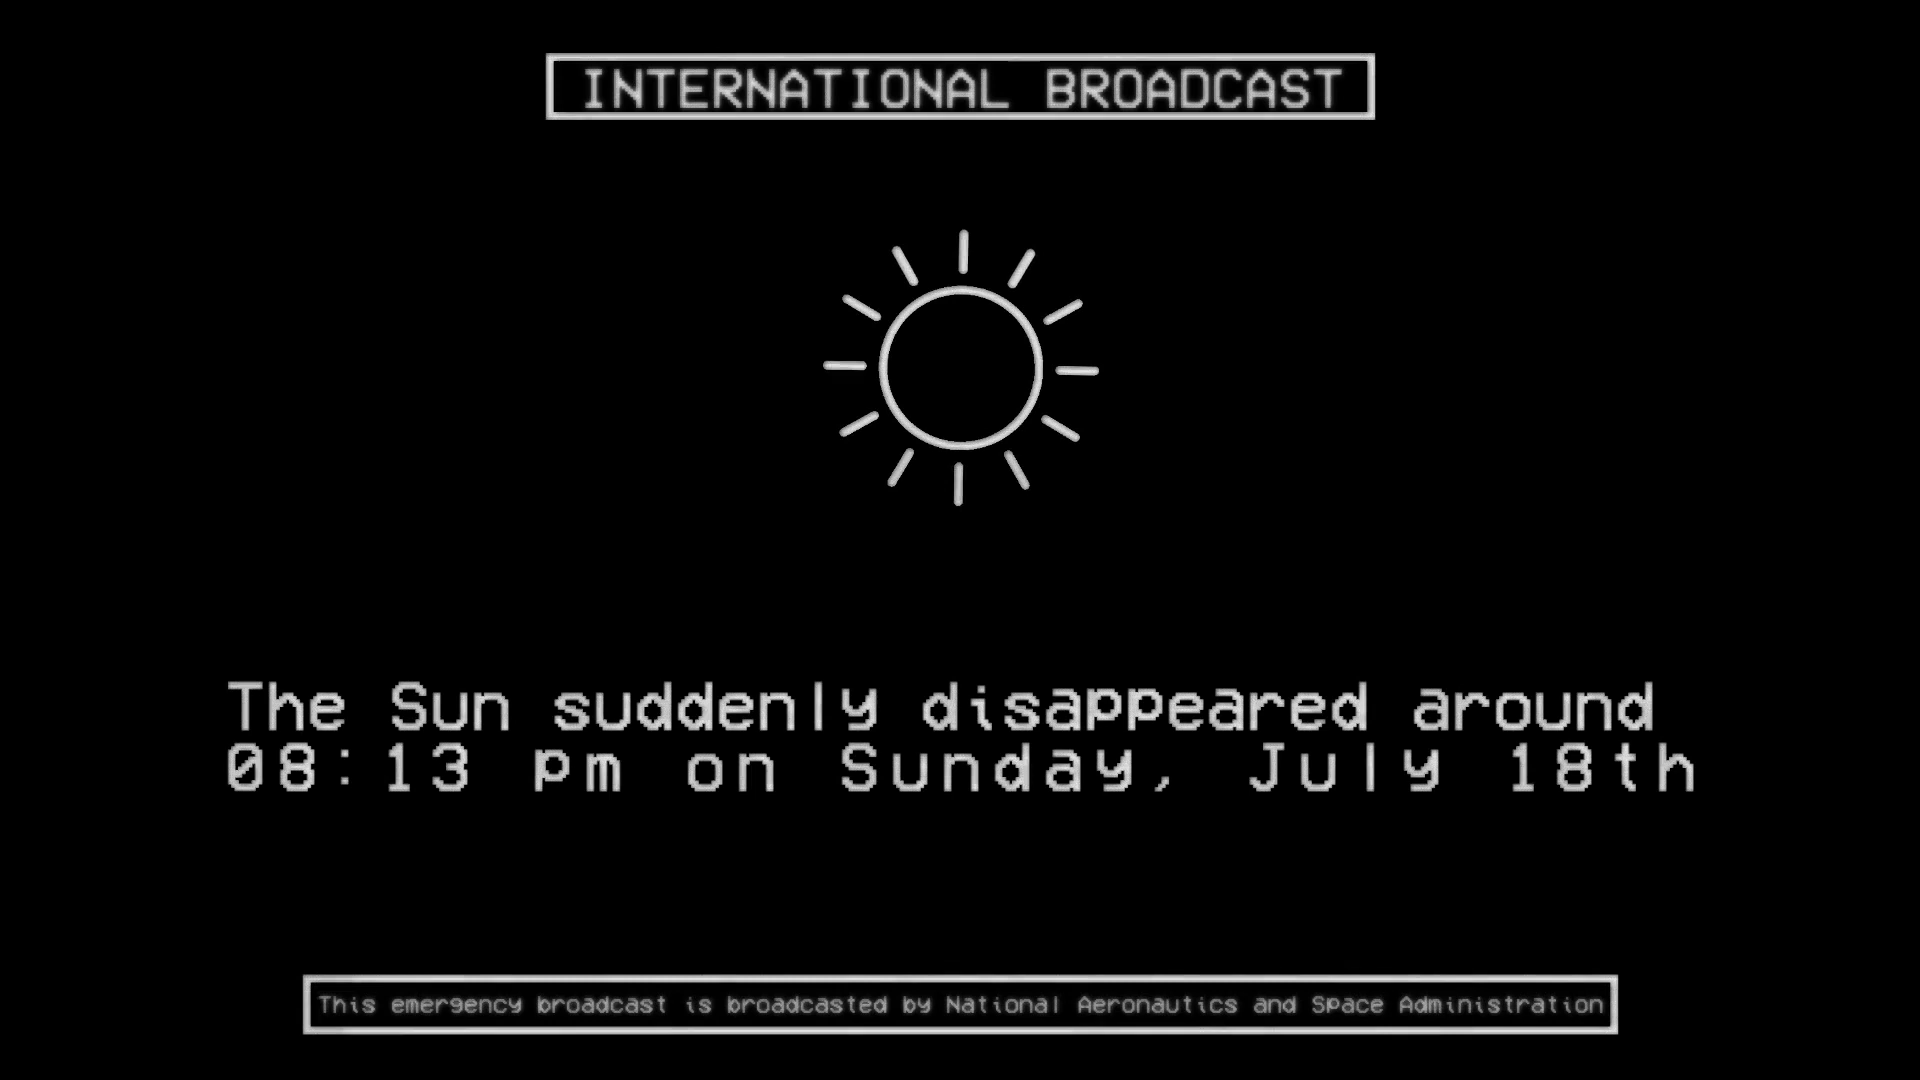 INTERNATIONAL BROADCAST
The Sun suddenly disappeared around
08:13 pm on Sunday, July 18th
This emergency broadcast is broadcasted by National Aeronautics and Space Administration